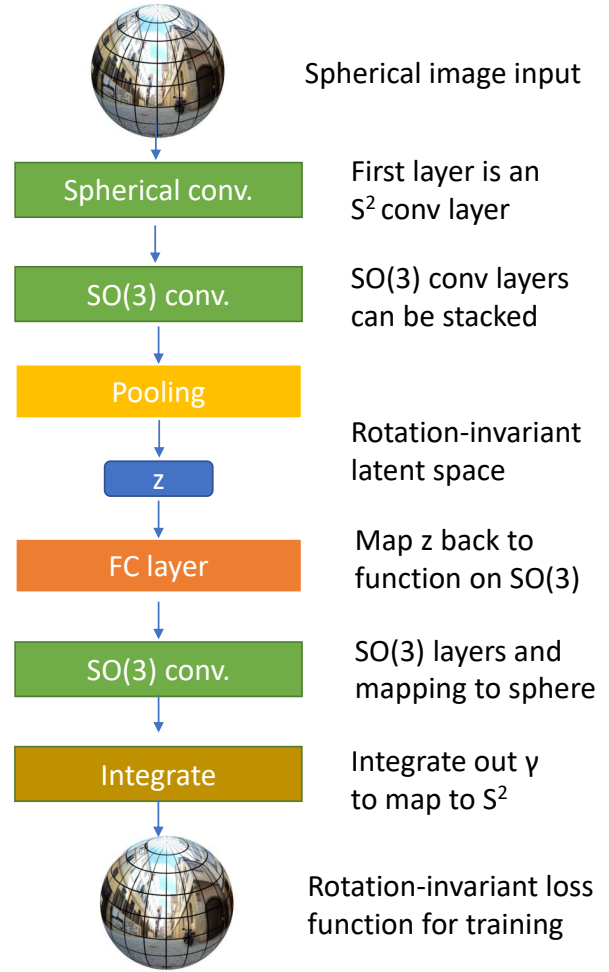 Spherical image input
Spherical conv.
First layer is an
S² conv layer
SO(3) conv.
SO(3) conv layers
can be stacked
Pooling
Rotation-invariant
latent space
z
FC layer
Map z back to
function on SO(3)
SO(3) conv.
SO(3) layers and
mapping to sphere
Integrate
Integrate out γ
to map to S²
Rotation-invariant loss
function for training